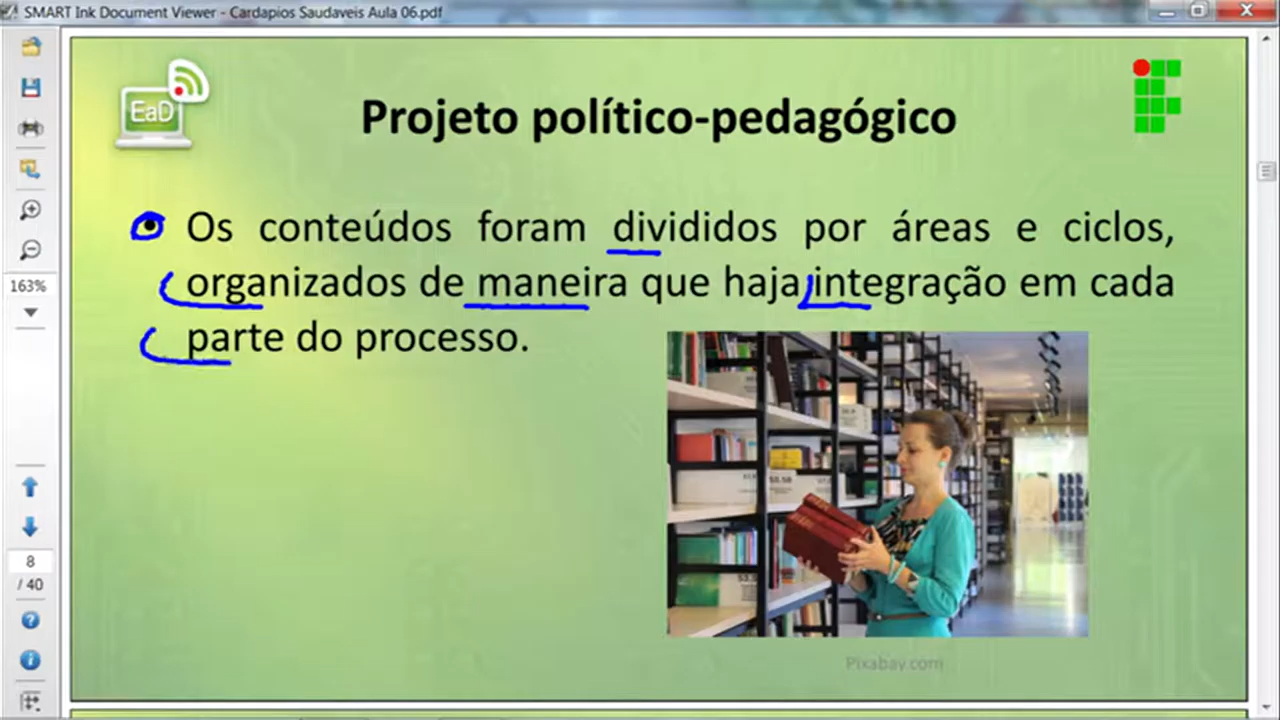 SMART Ink Document Viewer - Cardapios Saudaveis Aula 06.pdf
EaD
Projeto político-pedagógico
Os conteúdos foram divididos por áreas e ciclos,
organizados de maneira que haja integração em cada
parte do processo.
163%
8
/ 40
Pixabay.com